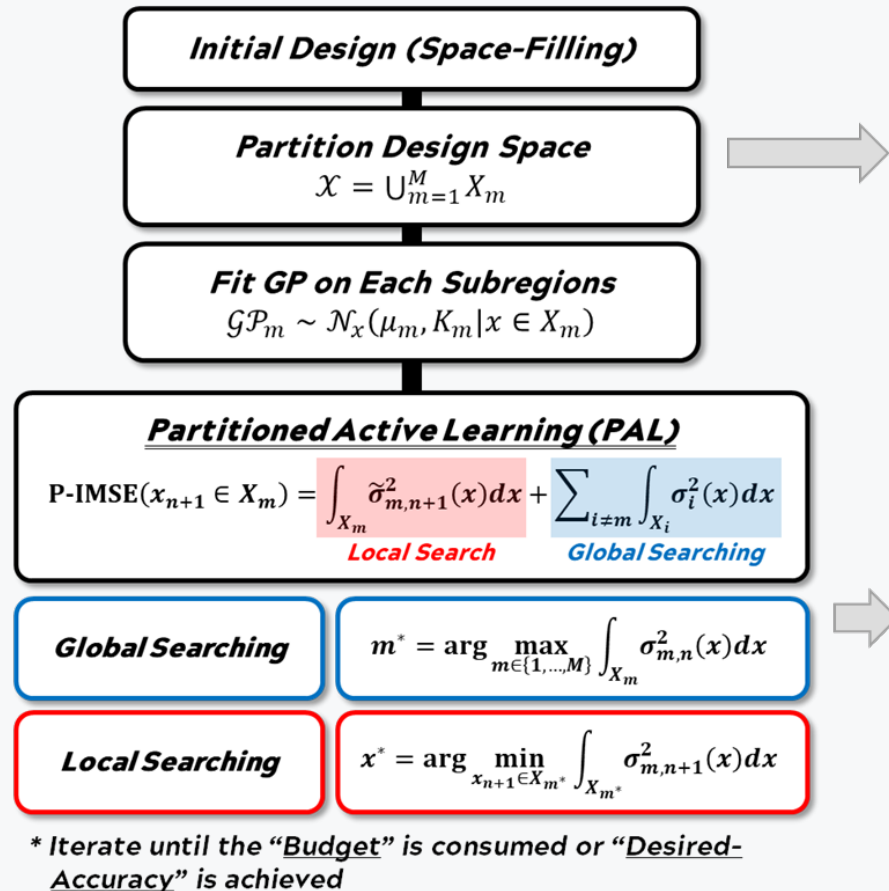 Initial Design (Space-Filling)
Partition Design Space
𝒳 = ⋃_{m=1}^{M} X_m
Fit GP on Each Subregions
𝒢𝒫_m ~ 𝒩_x(μ_m, K_m|x ∈ X_m)
Partitioned Active Learning (PAL)
P-IMSE(x_{n+1} ∈ X_m) = ∫_{X_m} σ̃²_{m,n+1}(x)dx + ∑_{i≠m} ∫_{X_i} σ²_i(x)dx
Local Search Global Searching
Global Searching m* = arg max_{m∈{1,…,M}} ∫_{X_m} σ²_{m,n}(x)dx
Local Searching x* = arg min_{x_{n+1}∈X_{m*}} ∫_{X_{m*}} σ²_{m,n+1}(x)dx
* Iterate until the “Budget” is consumed or “Desired-
Accuracy” is achieved